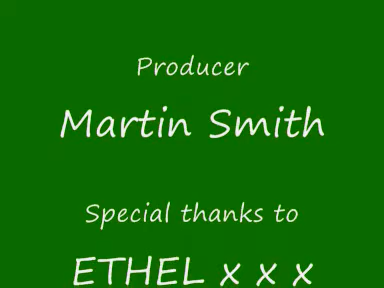 Producer
Martin Smith
Special thanks to
ETHEL x x x